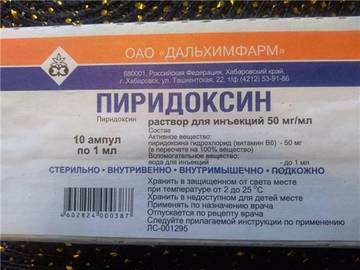 ОАО "ДАЛЬХИМФАРМ"
680001, Российская Федерация, Хабаровский край,
г. Хабаровск, ул. Ташкентская, 22, т/ф (4212) 53-91-86
ПИРИДОКСИН
Пиридоксин
раствор для инъекций 50 мг/мл
10 ампул
по 1 мл
Состав
Активное вещество:
пиридоксина гидрохлорид (витамин В6) - 50 мг
(в пересчете на 100% вещество)
Вспомогательное вещество:
вода для инъекций - до 1 мл
СТЕРИЛЬНО • ВНУТРИВЕННО • ВНУТРИМЫШЕЧНО • ПОДКОЖНО
Хранить в защищенном от света месте
при температуре от 2 до 25 °С
Хранить в недоступном для детей месте
Применять по назначению врача
Отпускается по рецепту врача
Следуйте прилагаемой инструкции по применению
ЛС-001295
4602824000387